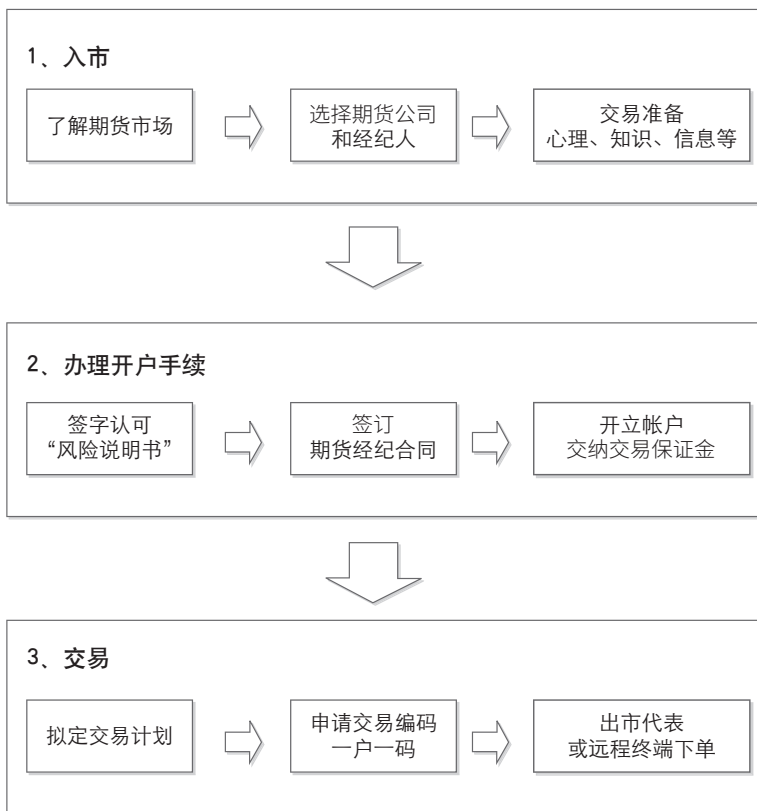 1、入市
了解期货市场
选择期货公司
和经纪人
交易准备
心理、知识、信息等
2、办理开户手续
签字认可
“风险说明书”
签订
期货经纪合同
开立帐户
交纳交易保证金
3、交易
拟定交易计划
申请交易编码
一户一码
出市代表
或远程终端下单